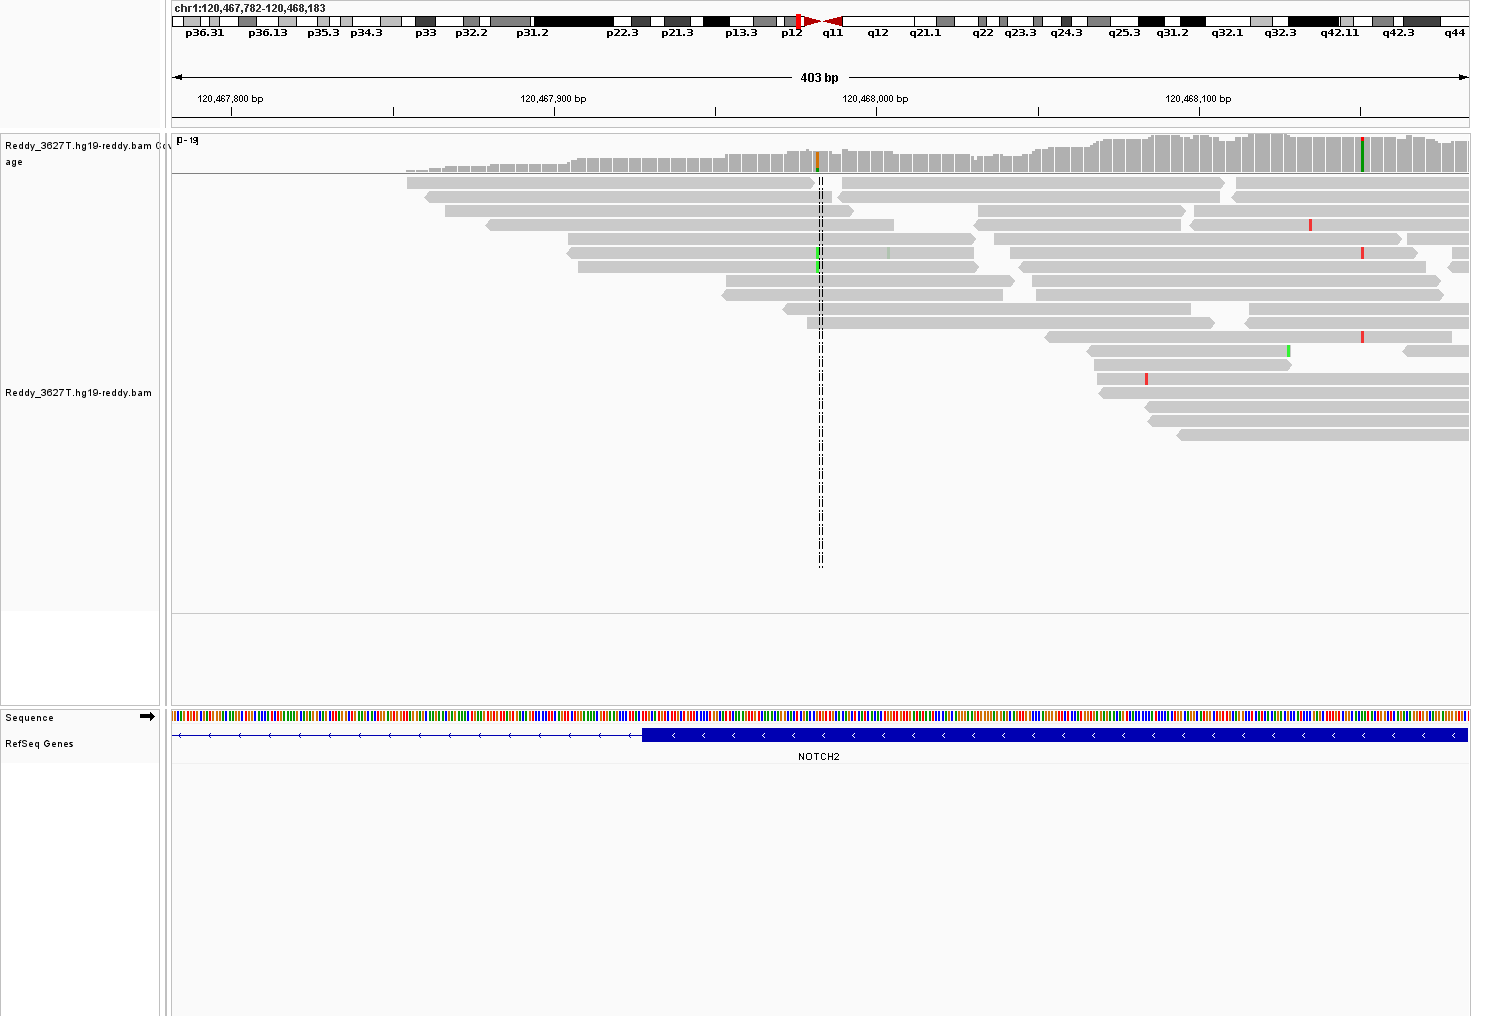 chr1:120,467,782-120,468,183
p36.31 p36.13 p35.3 p34.3 p33 p32.2 p31.2 p22.3 p21.3 p13.3 p12 q11 q12 q21.1 q22 q23.3 q24.3 q25.3 q31.2 q32.1 q32.3 q42.11 q42.3 q44
403 bp
120,467,800 bp 120,467,900 bp 120,468,000 bp 120,468,100 bp
Reddy_3627T.hg19-reddy.bam Cov
age
[0 - 19]
Reddy_3627T.hg19-reddy.bam
Sequence
RefSeq Genes
NOTCH2